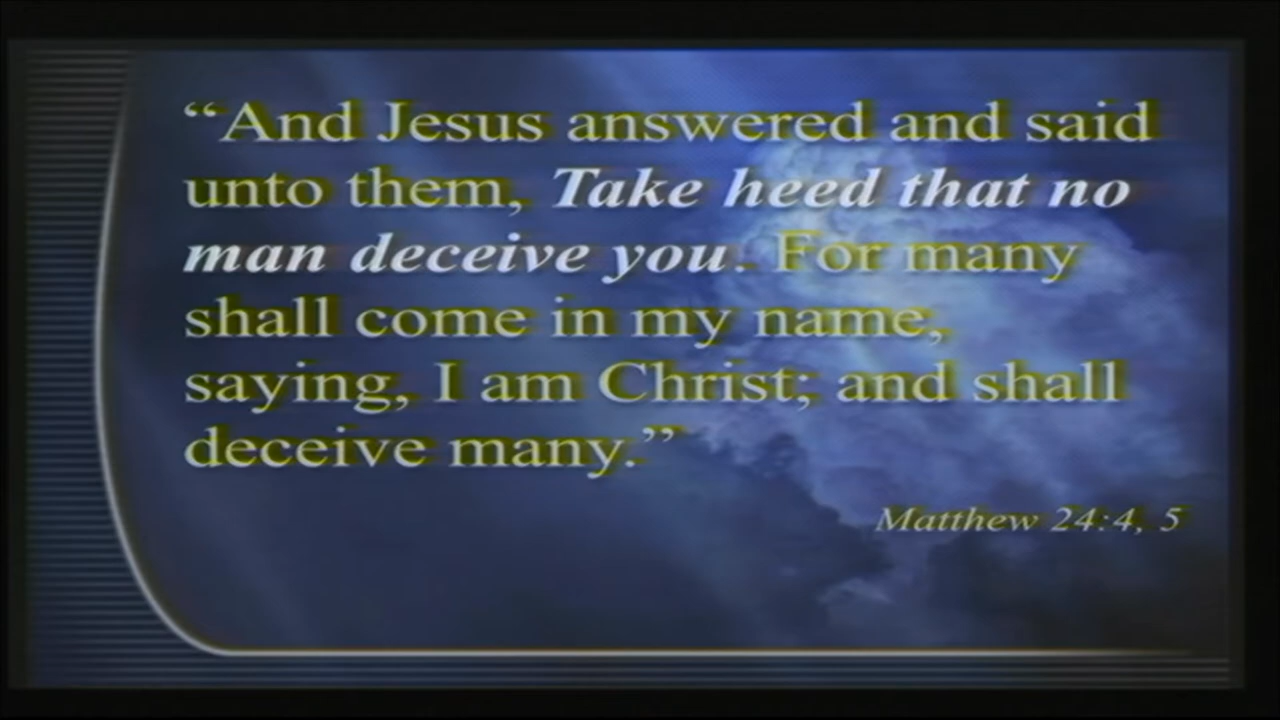 “And Jesus answered and said
unto them, Take heed that no
man deceive you. For many
shall come in my name,
saying, I am Christ; and shall
deceive many.”
Matthew 24:4, 5